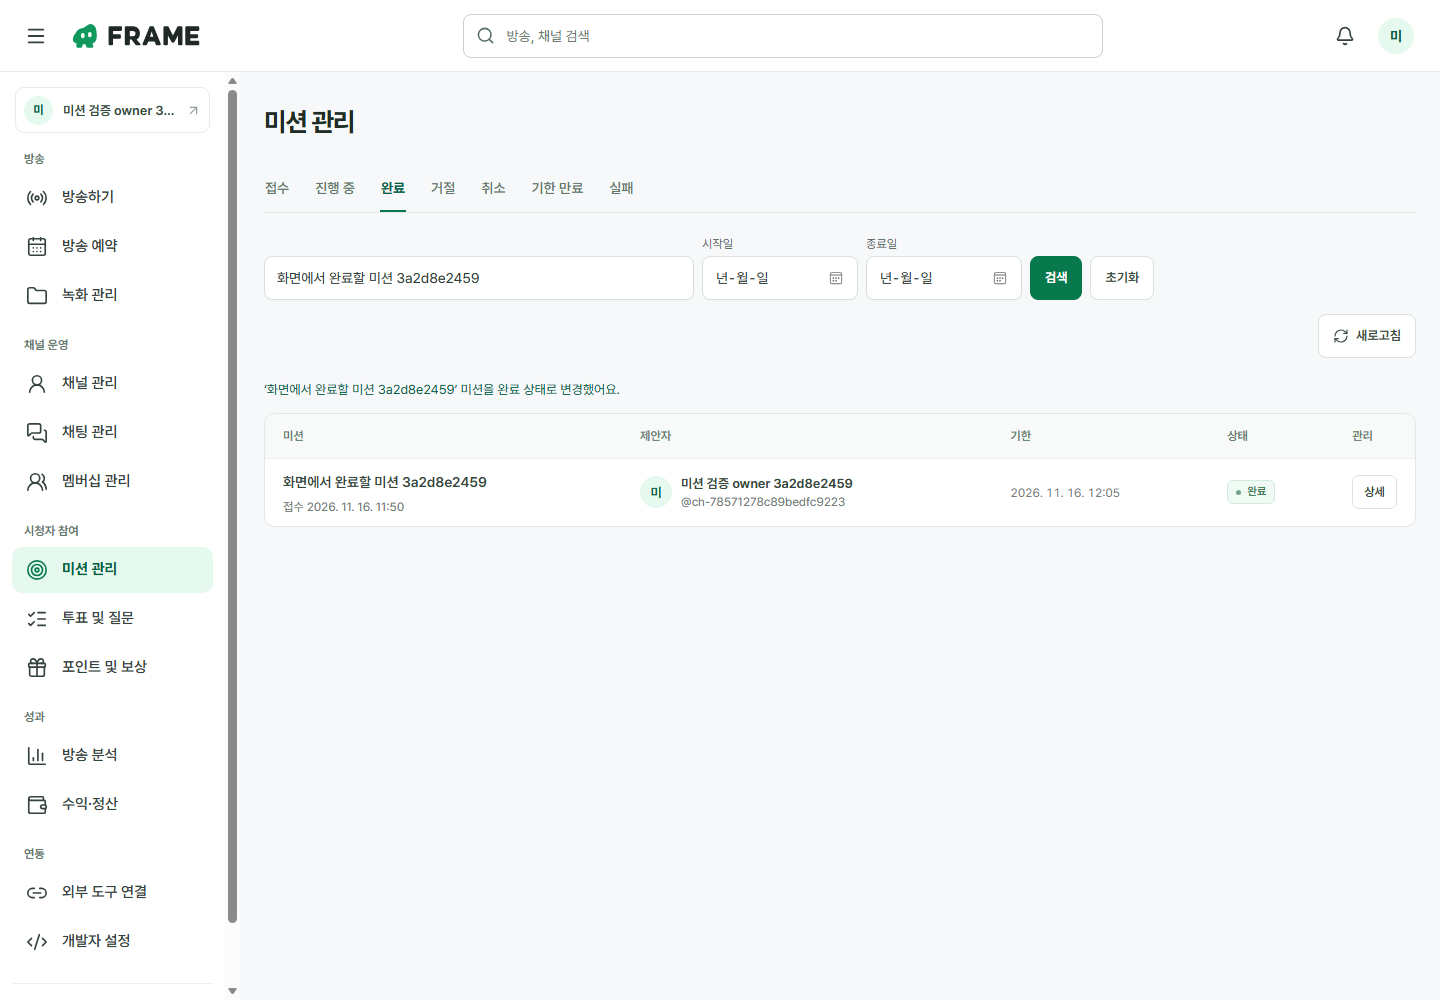 FRAME
방송, 채널 검색
미
미
미션 검증 owner 3...
방송
방송하기
방송 예약
녹화 관리
채널 운영
채널 관리
채팅 관리
멤버십 관리
시청자 참여
미션 관리
투표 및 질문
포인트 및 보상
성과
방송 분석
수익·정산
연동
외부 도구 연결
개발자 설정
미션 관리
접수 진행 중 완료 거절 취소 기한 만료 실패
시작일 종료일
화면에서 완료할 미션 3a2d8e2459 년-월-일 년-월-일 검색 초기화
새로고침
‘화면에서 완료할 미션 3a2d8e2459’ 미션을 완료 상태로 변경했어요.
미션 제안자 기한 상태 관리
화면에서 완료할 미션 3a2d8e2459
접수 2026. 11. 16. 11:50
미
미션 검증 owner 3a2d8e2459
@ch-78571278c89bedfc9223
2026. 11. 16. 12:05
완료
상세